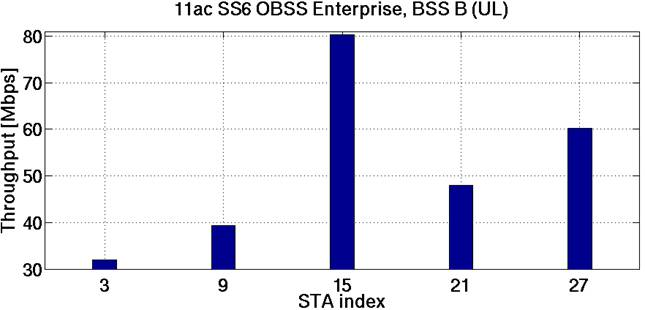 11ac SS6 OBSS Enterprise, BSS B (UL)
Throughput [Mbps]
80
70
60
50
40
30
3 9 15 21 27
STA index